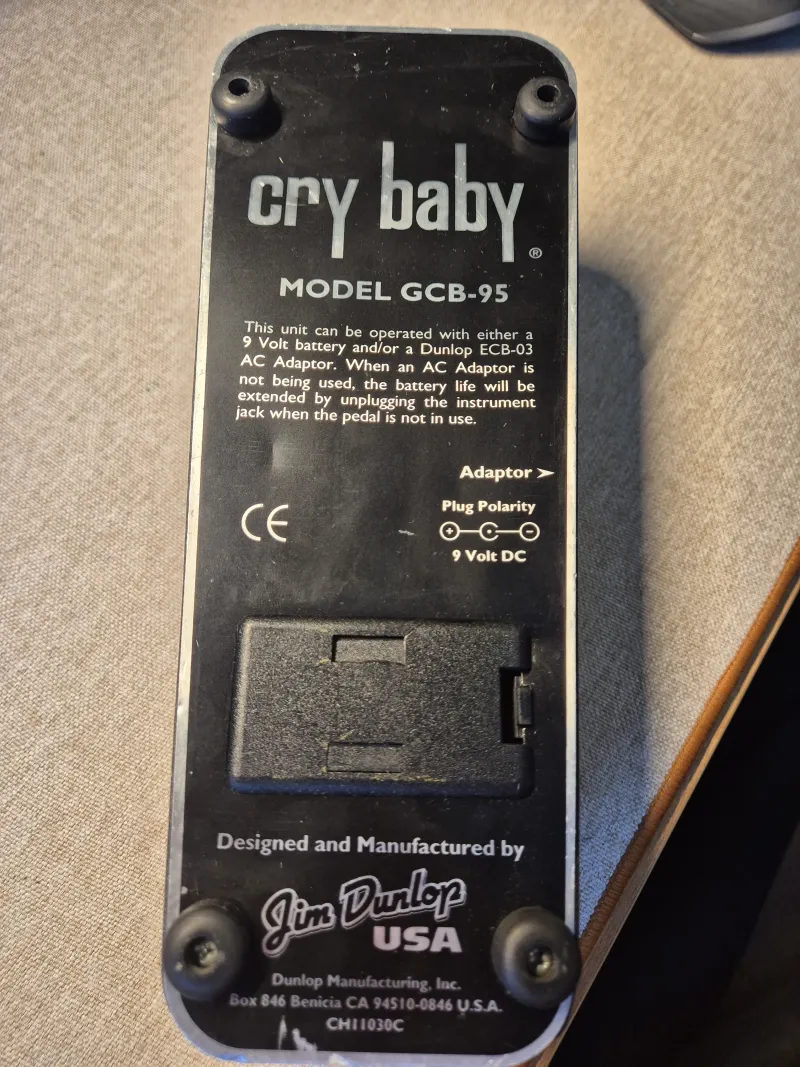 cry baby
®
MODEL GCB-95
This unit can be operated with either a
9 Volt battery and/or a Dunlop ECB-03
AC Adaptor. When an AC Adaptor is
not being used, the battery life will be
extended by unplugging the instrument
jack when the pedal is not in use.
Adaptor ➤
Plug Polarity
CE
+ C -
9 Volt DC
Designed and Manufactured by
Jim Dunlop
USA
Dunlop Manufacturing, Inc.
Box 846 Benicia CA 94510-0846 U.S.A.
CH11030C